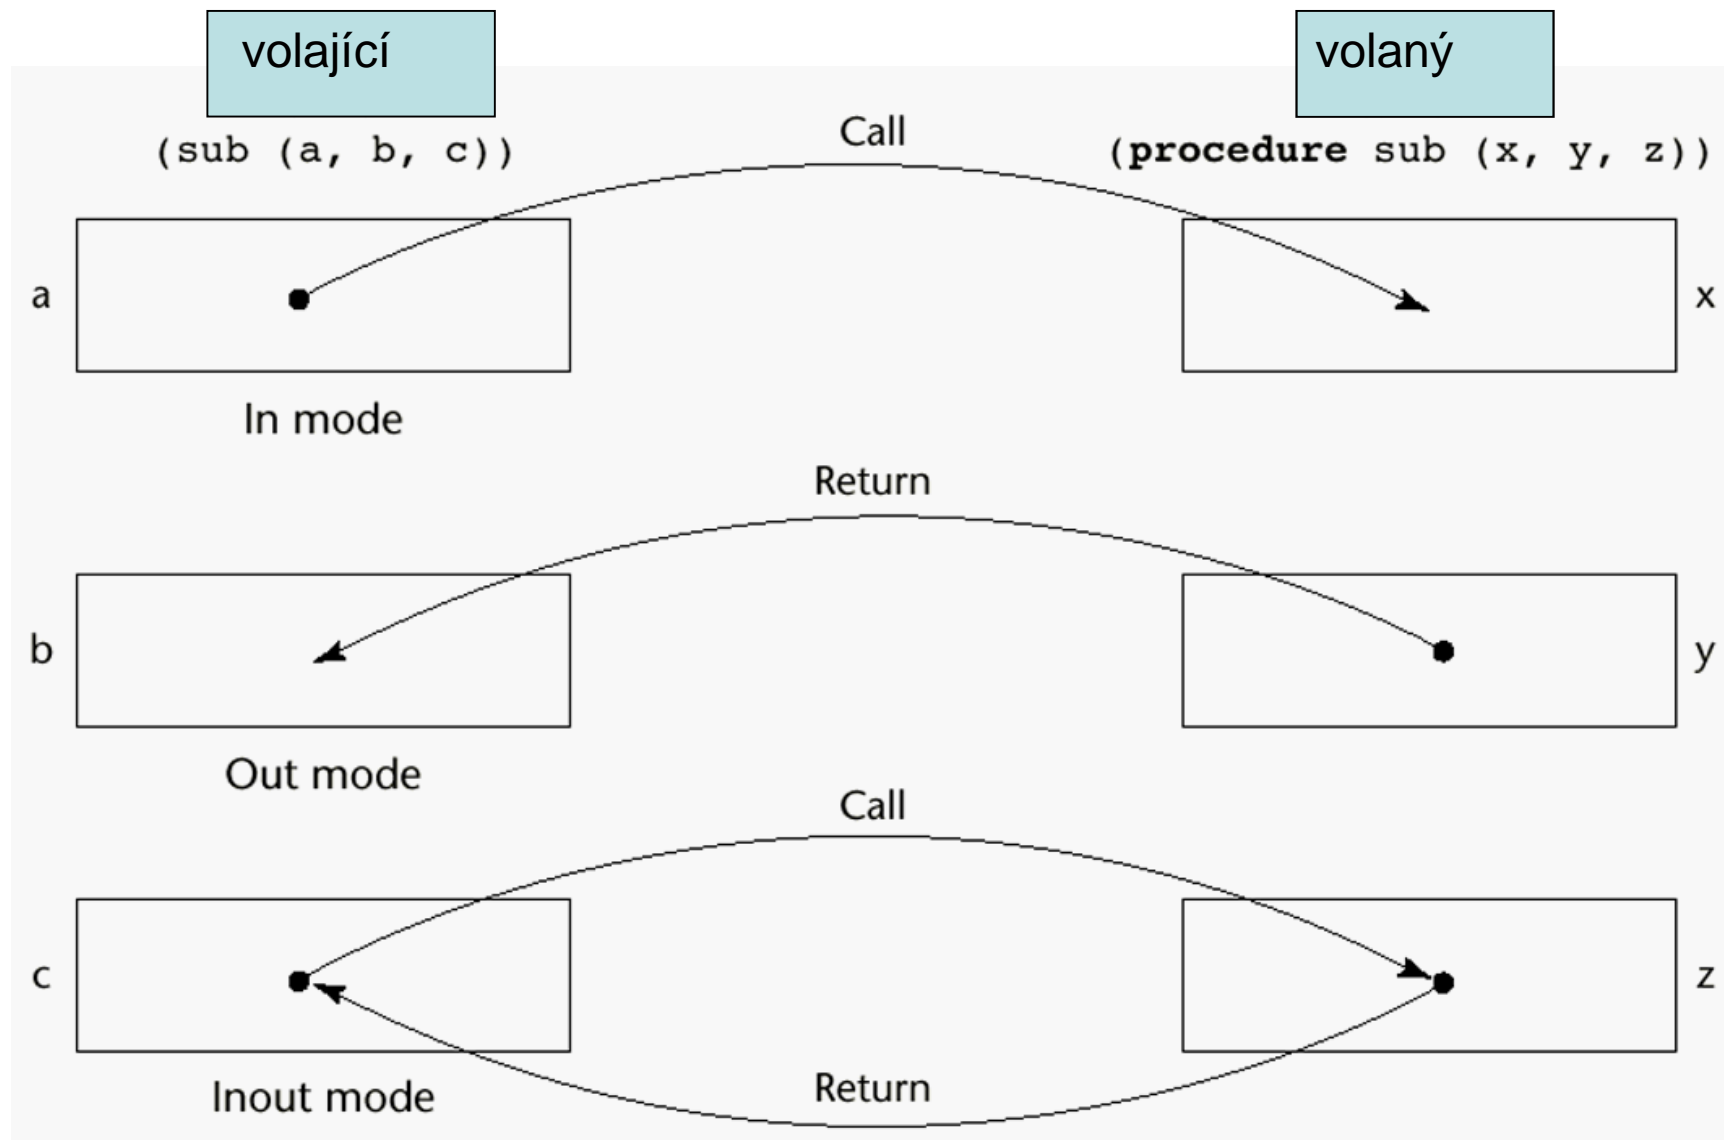 volající
volaný
Call
(sub (a, b, c))
(procedure sub (x, y, z))
a
x
In mode
Return
b
y
Out mode
Call
c
z
Return
Inout mode